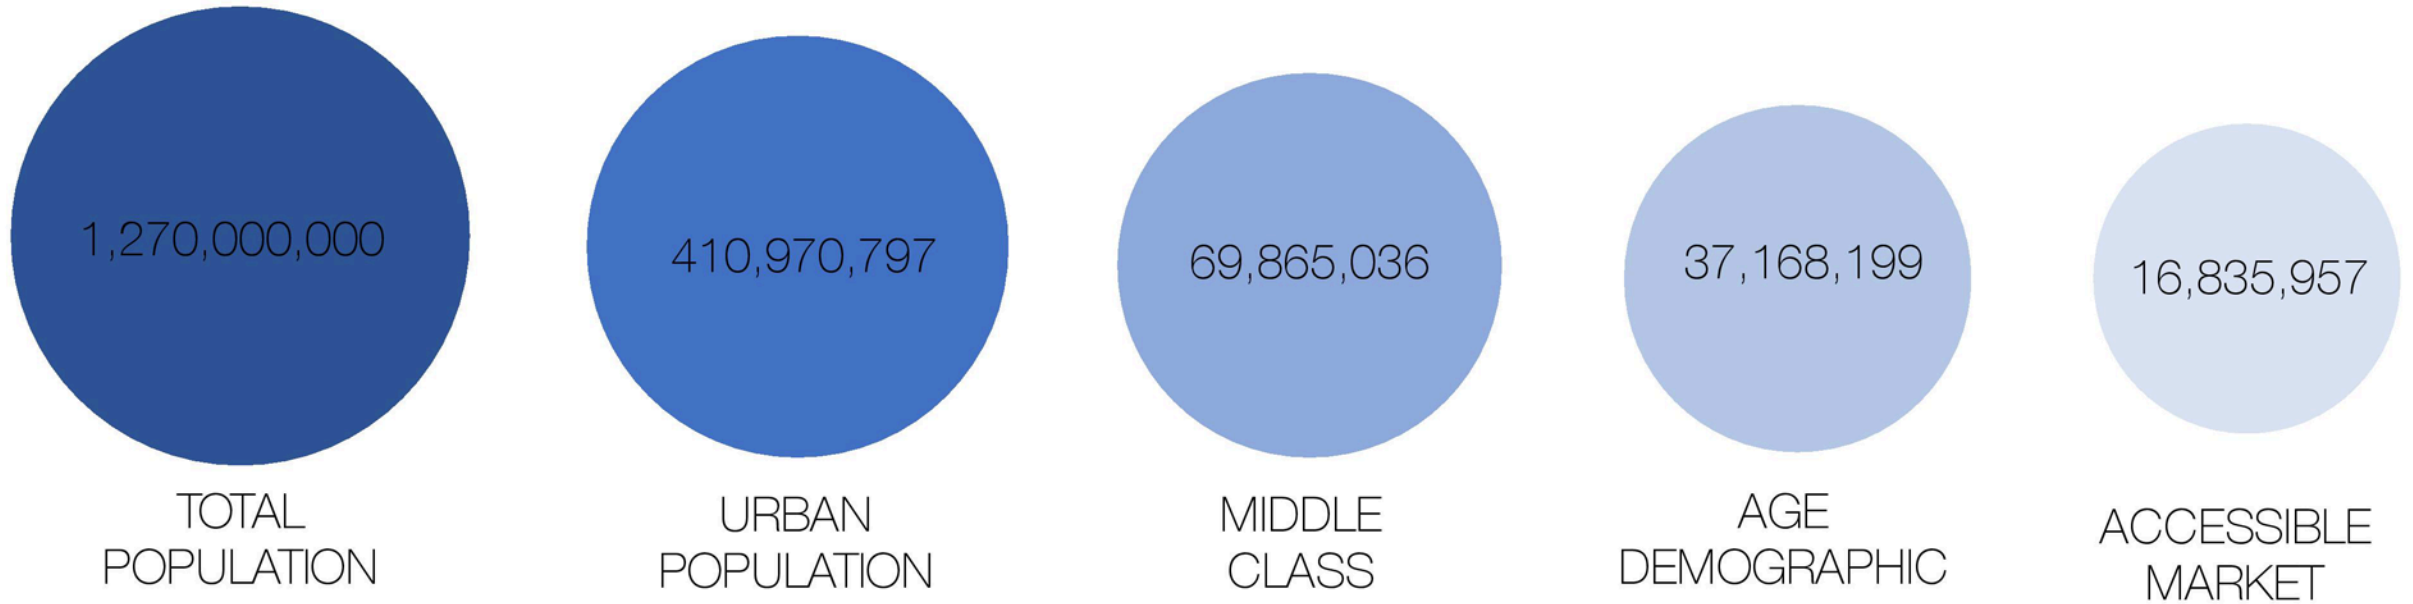 1,270,000,000
410,970,797
69,865,036
37,168,199
16,835,957
TOTAL
POPULATION
URBAN
POPULATION
MIDDLE
CLASS
AGE
DEMOGRAPHIC
ACCESSIBLE
MARKET